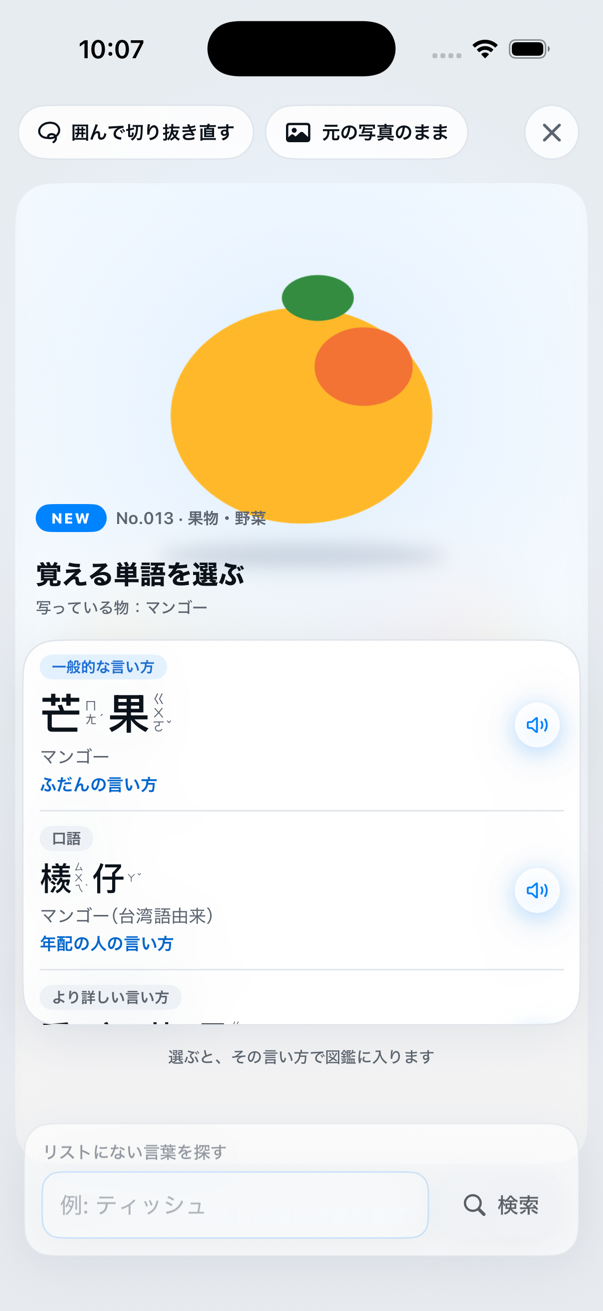 10:07
囲んで切り抜き直す
元の写真のまま
NEW No.013 · 果物・野菜
覚える単語を選ぶ
写っている物：マンゴー
一般的な言い方
芒ㄇㄤˊ果ㄍㄨㄛˇ
マンゴー
ふだんの言い方
口語
檨ㄙㄨㄟˋ仔ㄚˇ
マンゴー（台湾語由来）
年配の人の言い方
より詳しい言い方
選ぶと、その言い方で図鑑に入ります
リストにない言葉を探す
例: ティッシュ
検索